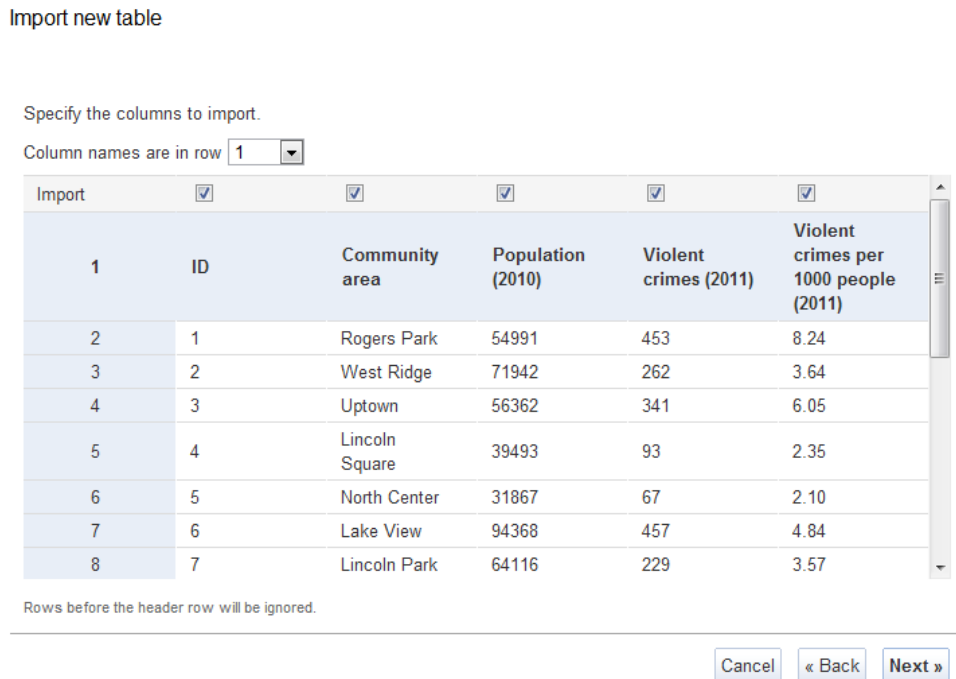 Import new table
Specify the columns to import.
Column names are in row 1
Import
1 ID Community area Population (2010) Violent crimes (2011) Violent crimes per 1000 people (2011)
2 1 Rogers Park 54991 453 8.24
3 2 West Ridge 71942 262 3.64
4 3 Uptown 56362 341 6.05
5 4 Lincoln Square 39493 93 2.35
6 5 North Center 31867 67 2.10
7 6 Lake View 94368 457 4.84
8 7 Lincoln Park 64116 229 3.57
Rows before the header row will be ignored.
Cancel « Back Next »